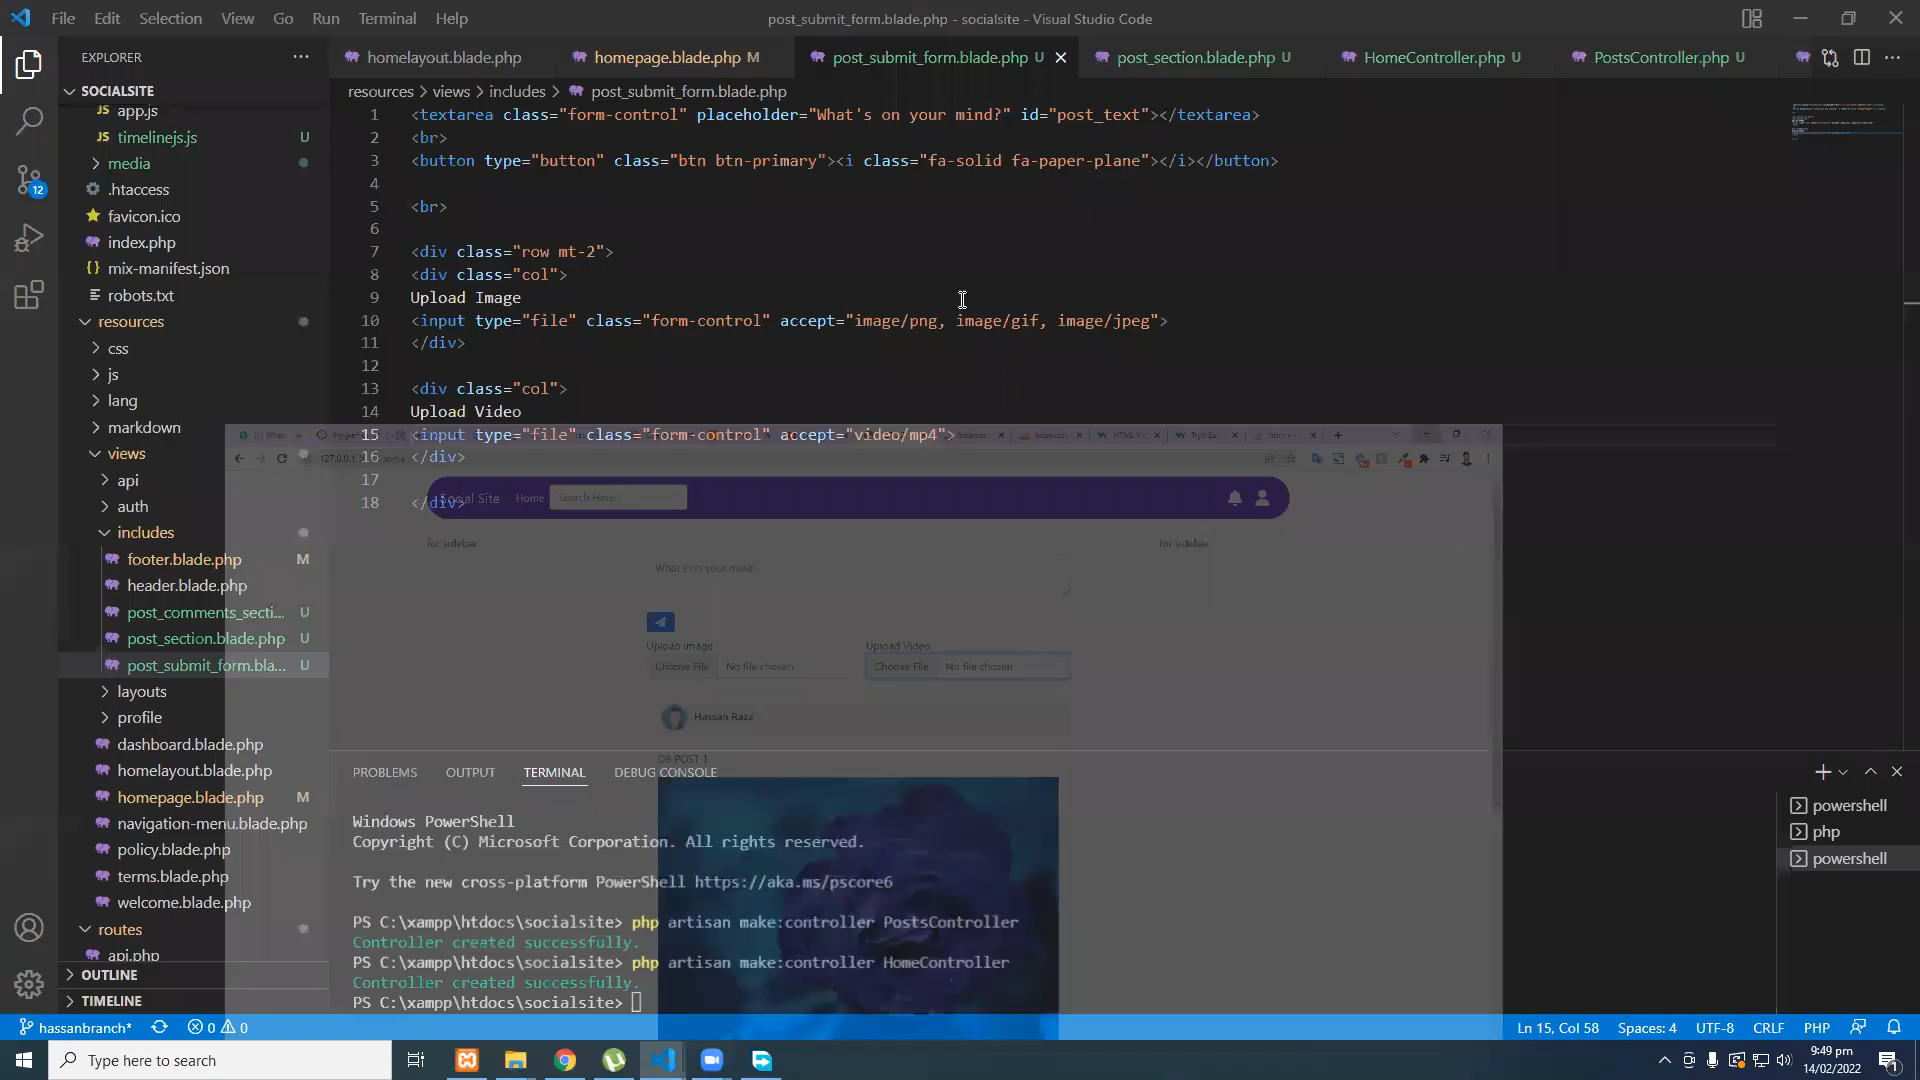 File Edit Selection View Go Run Terminal Help
post_submit_form.blade.php - socialsite - Visual Studio Code
EXPLORER
homelayout.blade.php
homepage.blade.php M
post_submit_form.blade.php U
post_section.blade.php U
HomeController.php U
PostsController.php U
SOCIALSITE
resources > views > includes > post_submit_form.blade.php
app.js
timelinejs.js U
media
.htaccess
favicon.ico
index.php
mix-manifest.json
robots.txt
resources
css
js
lang
markdown
views
api
auth
includes
footer.blade.php M
header.blade.php
post_comments_secti... U
post_section.blade.php U
post_submit_form.bla... U
layouts
profile
dashboard.blade.php
homelayout.blade.php
homepage.blade.php M
navigation-menu.blade.php
policy.blade.php
terms.blade.php
welcome.blade.php
routes
api.php
OUTLINE
TIMELINE
12
1 <textarea class="form-control" placeholder="What's on your mind?" id="post_text"></textarea>
2 <br>
3 <button type="button" class="btn btn-primary"><i class="fa-solid fa-paper-plane"></i></button>
4
5 <br>
6
7 <div class="row mt-2">
8 <div class="col">
9 Upload Image
10 <input type="file" class="form-control" accept="image/png, image/gif, image/jpeg">
11 </div>
12
13 <div class="col">
14 Upload Video
15 <input type="file" class="form-control" accept="video/mp4">
16 </div>
17
18 </div>
Social Site Home Search Here...
for sidebar
for sidebar
What's on your mind?
Upload Image
Upload Video
Choose File No file chosen
Choose File No file chosen
Hassan Raza
DB POST 1
PROBLEMS OUTPUT TERMINAL DEBUG CONSOLE
Windows PowerShell
Copyright (C) Microsoft Corporation. All rights reserved.
Try the new cross-platform PowerShell https://aka.ms/pscore6
PS C:\xampp\htdocs\socialsite> php artisan make:controller PostsController
Controller created successfully.
PS C:\xampp\htdocs\socialsite> php artisan make:controller HomeController
Controller created successfully.
PS C:\xampp\htdocs\socialsite>
powershell
php
powershell
hassanbranch* 0 0
Ln 15, Col 58 Spaces: 4 UTF-8 CRLF PHP
Type here to search
9:49 pm
14/02/2022
1